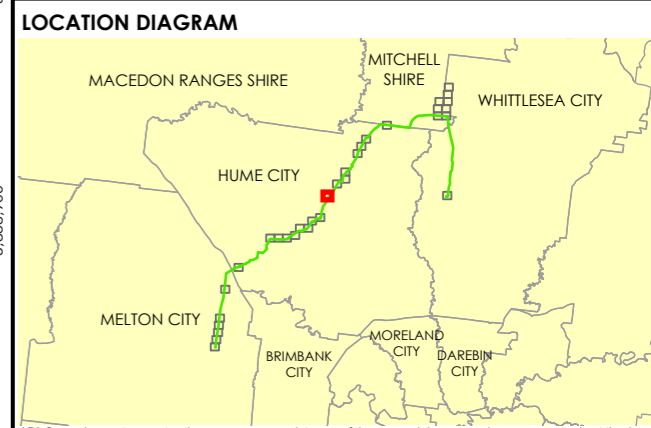 LOCATION DIAGRAM
MITCHELL
SHIRE
MACEDON RANGES SHIRE
WHITTLESEA CITY
HUME CITY
MELTON CITY
MORELAND
CITY
DAREBIN
CITY
BRIMBANK
CITY